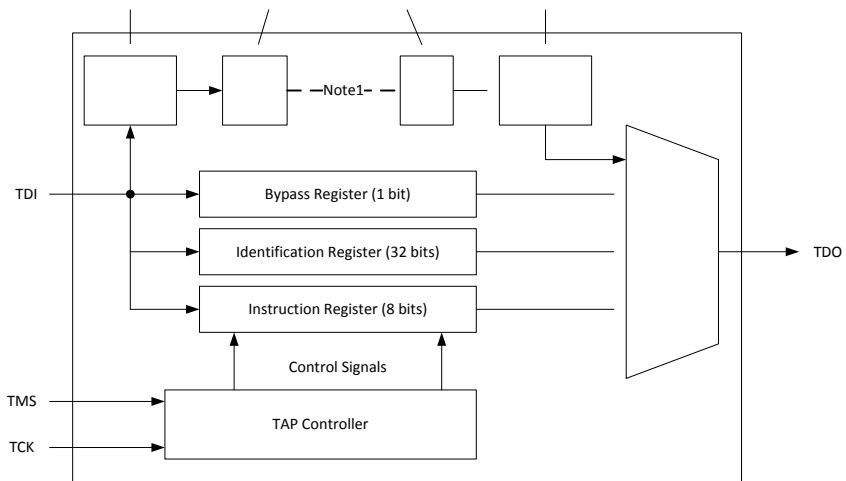 Note1
TDI
Bypass Register (1 bit)
Identification Register (32 bits)
TDO
Instruction Register (8 bits)
Control Signals
TMS
TAP Controller
TCK